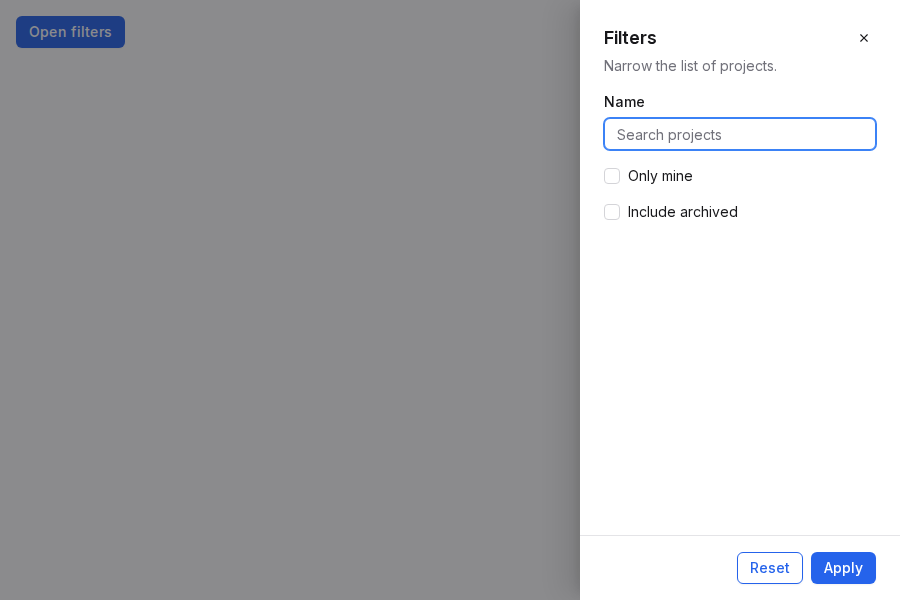 Open filters
Filters
Narrow the list of projects.
Name
Search projects
Only mine
Include archived
Reset
Apply